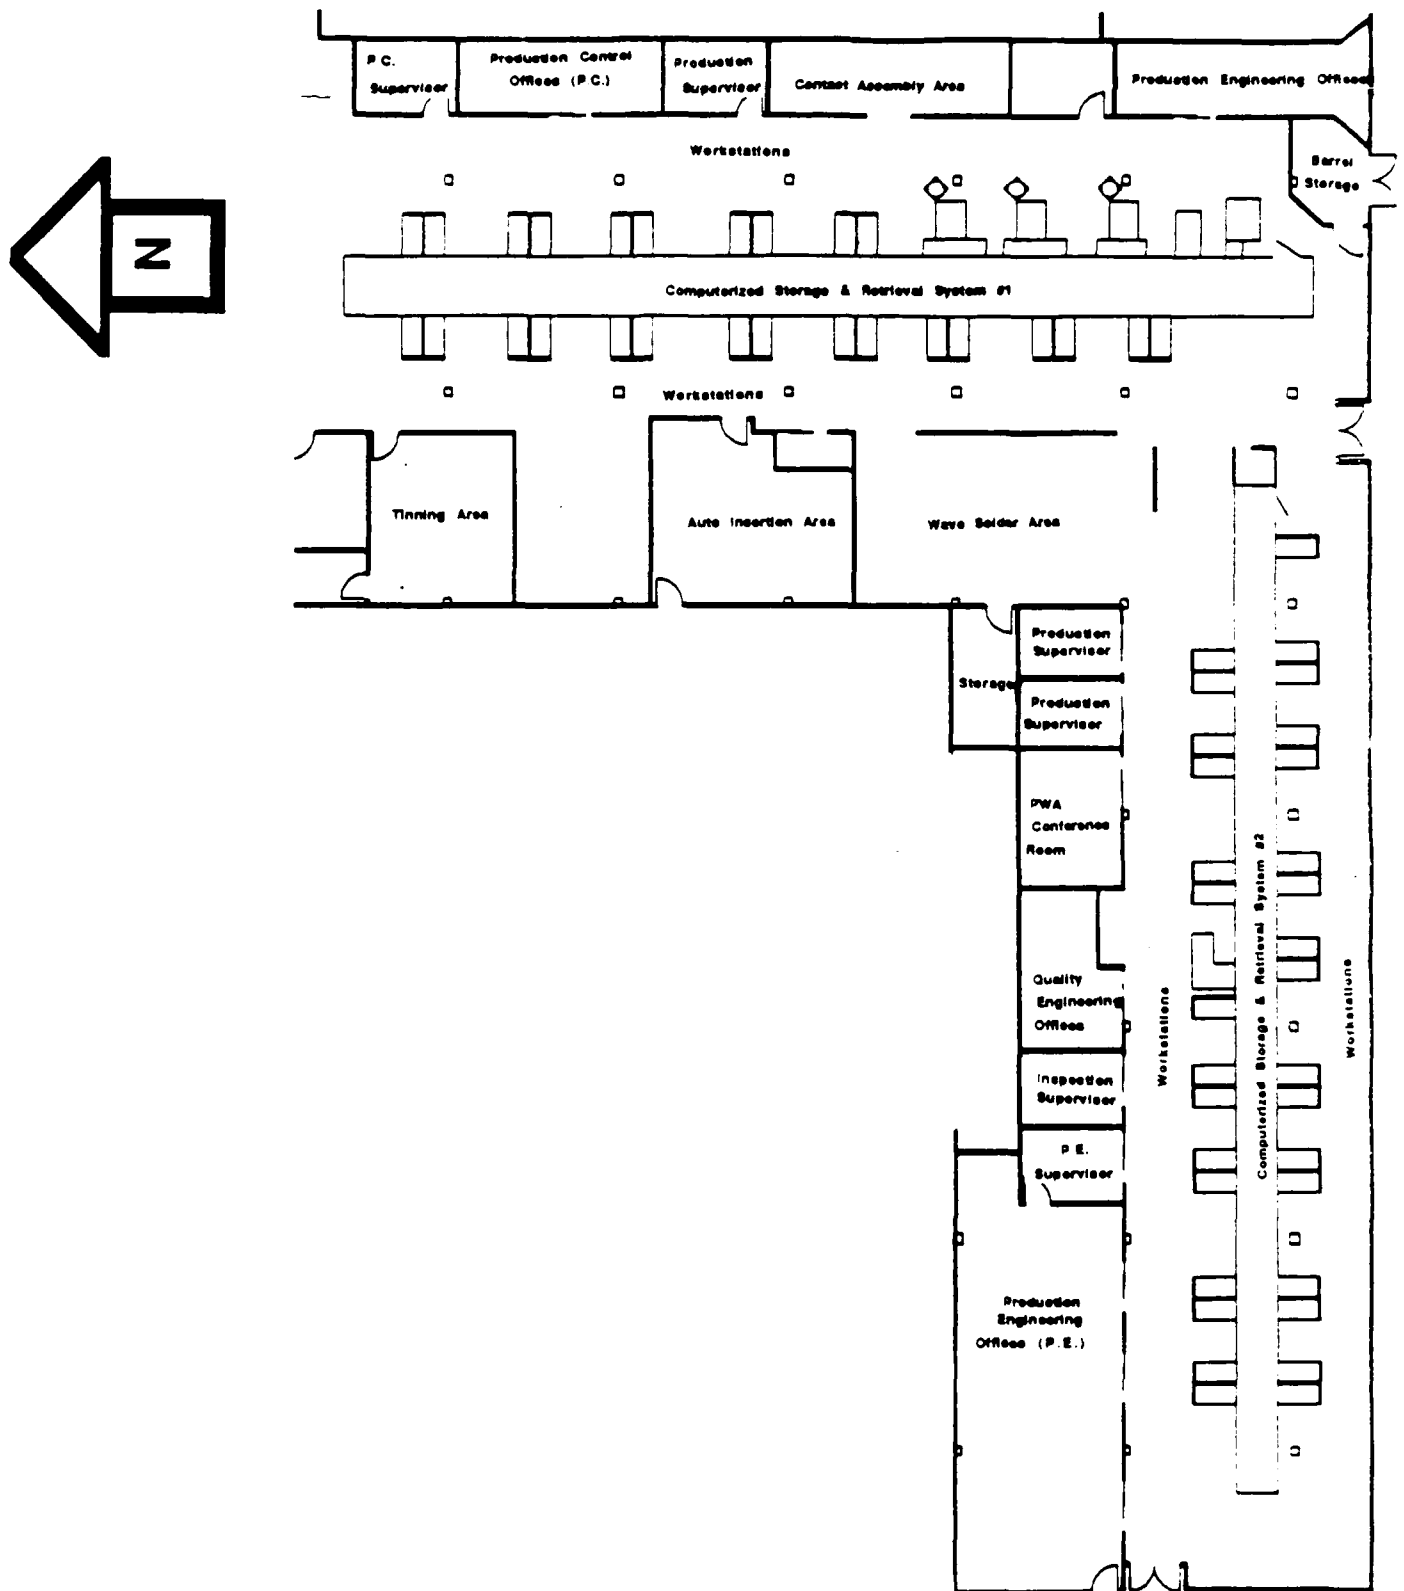 P.C.
Supervisor
Production Control
Offices (P.C.)
Production
Supervisor
Contact Assembly Area
Production Engineering Offices
Workstations
Barrel
Storage
N
Computerized Storage & Retrieval System #1
Workstations
Tinning Area
Auto Insertion Area
Wave Solder Area
Production
Supervisor
Storage
Production
Supervisor
PWA
Conference
Room
Computerized Storage & Retrieval System #2
Quality
Engineering
Offices
Workstations
Workstations
Inspection
Supervisor
P.E.
Supervisor
Production
Engineering
Offices (P.E.)